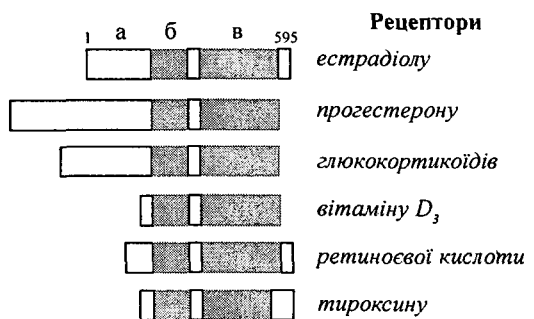 Рецептори
1 а б в 595
естрадіолу
прогестерону
глюкокортикоїдів
вітаміну D3
ретиноєвої кислоти
тироксину